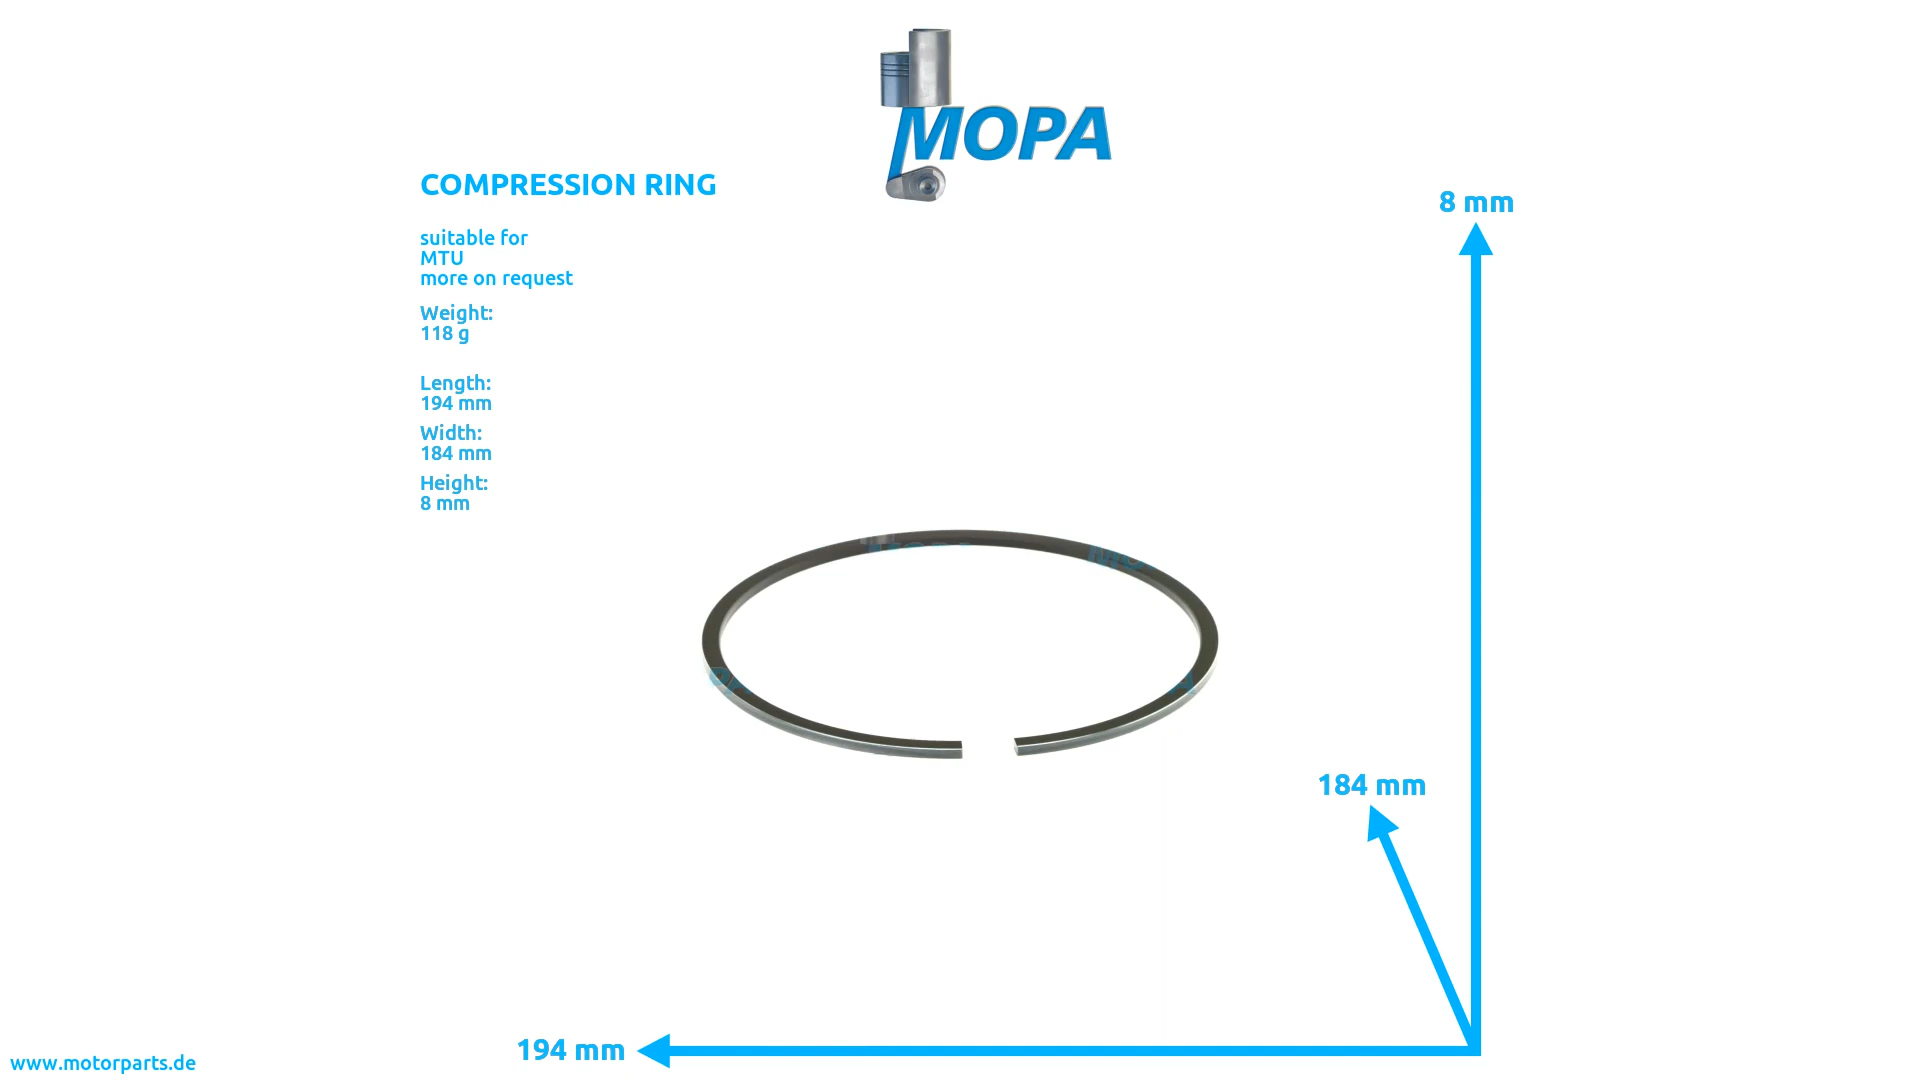 MOPA
COMPRESSION RING
suitable for
MTU
more on request
Weight:
118 g
Length:
194 mm
Width:
184 mm
Height:
8 mm
8 mm
184 mm
194 mm
www.motorparts.de